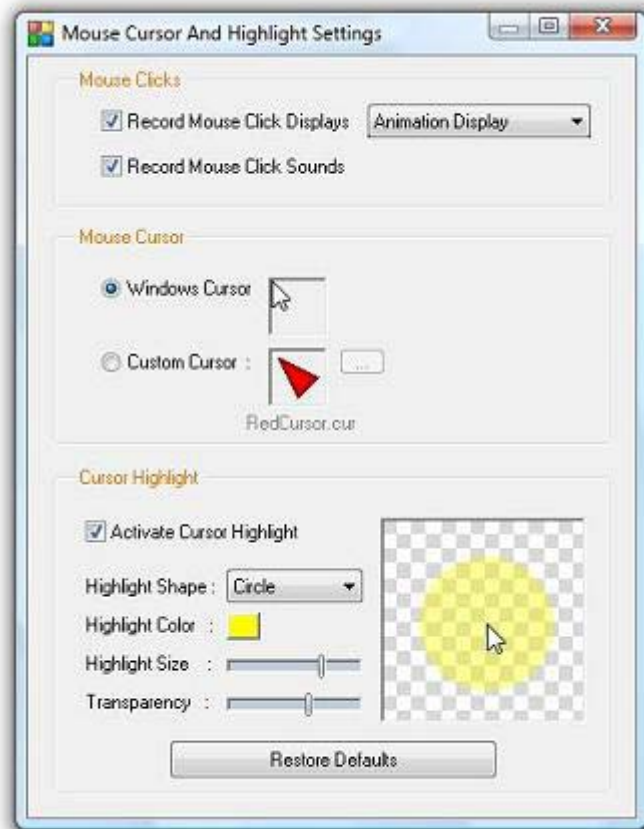 Mouse Cursor And Highlight Settings
Mouse Clicks
Record Mouse Click Displays Animation Display
Record Mouse Click Sounds
Mouse Cursor
Windows Cursor
Custom Cursor : ...
RedCursor.cur
Cursor Highlight
Activate Cursor Highlight
Highlight Shape : Circle
Highlight Color :
Highlight Size :
Transparency :
Restore Defaults